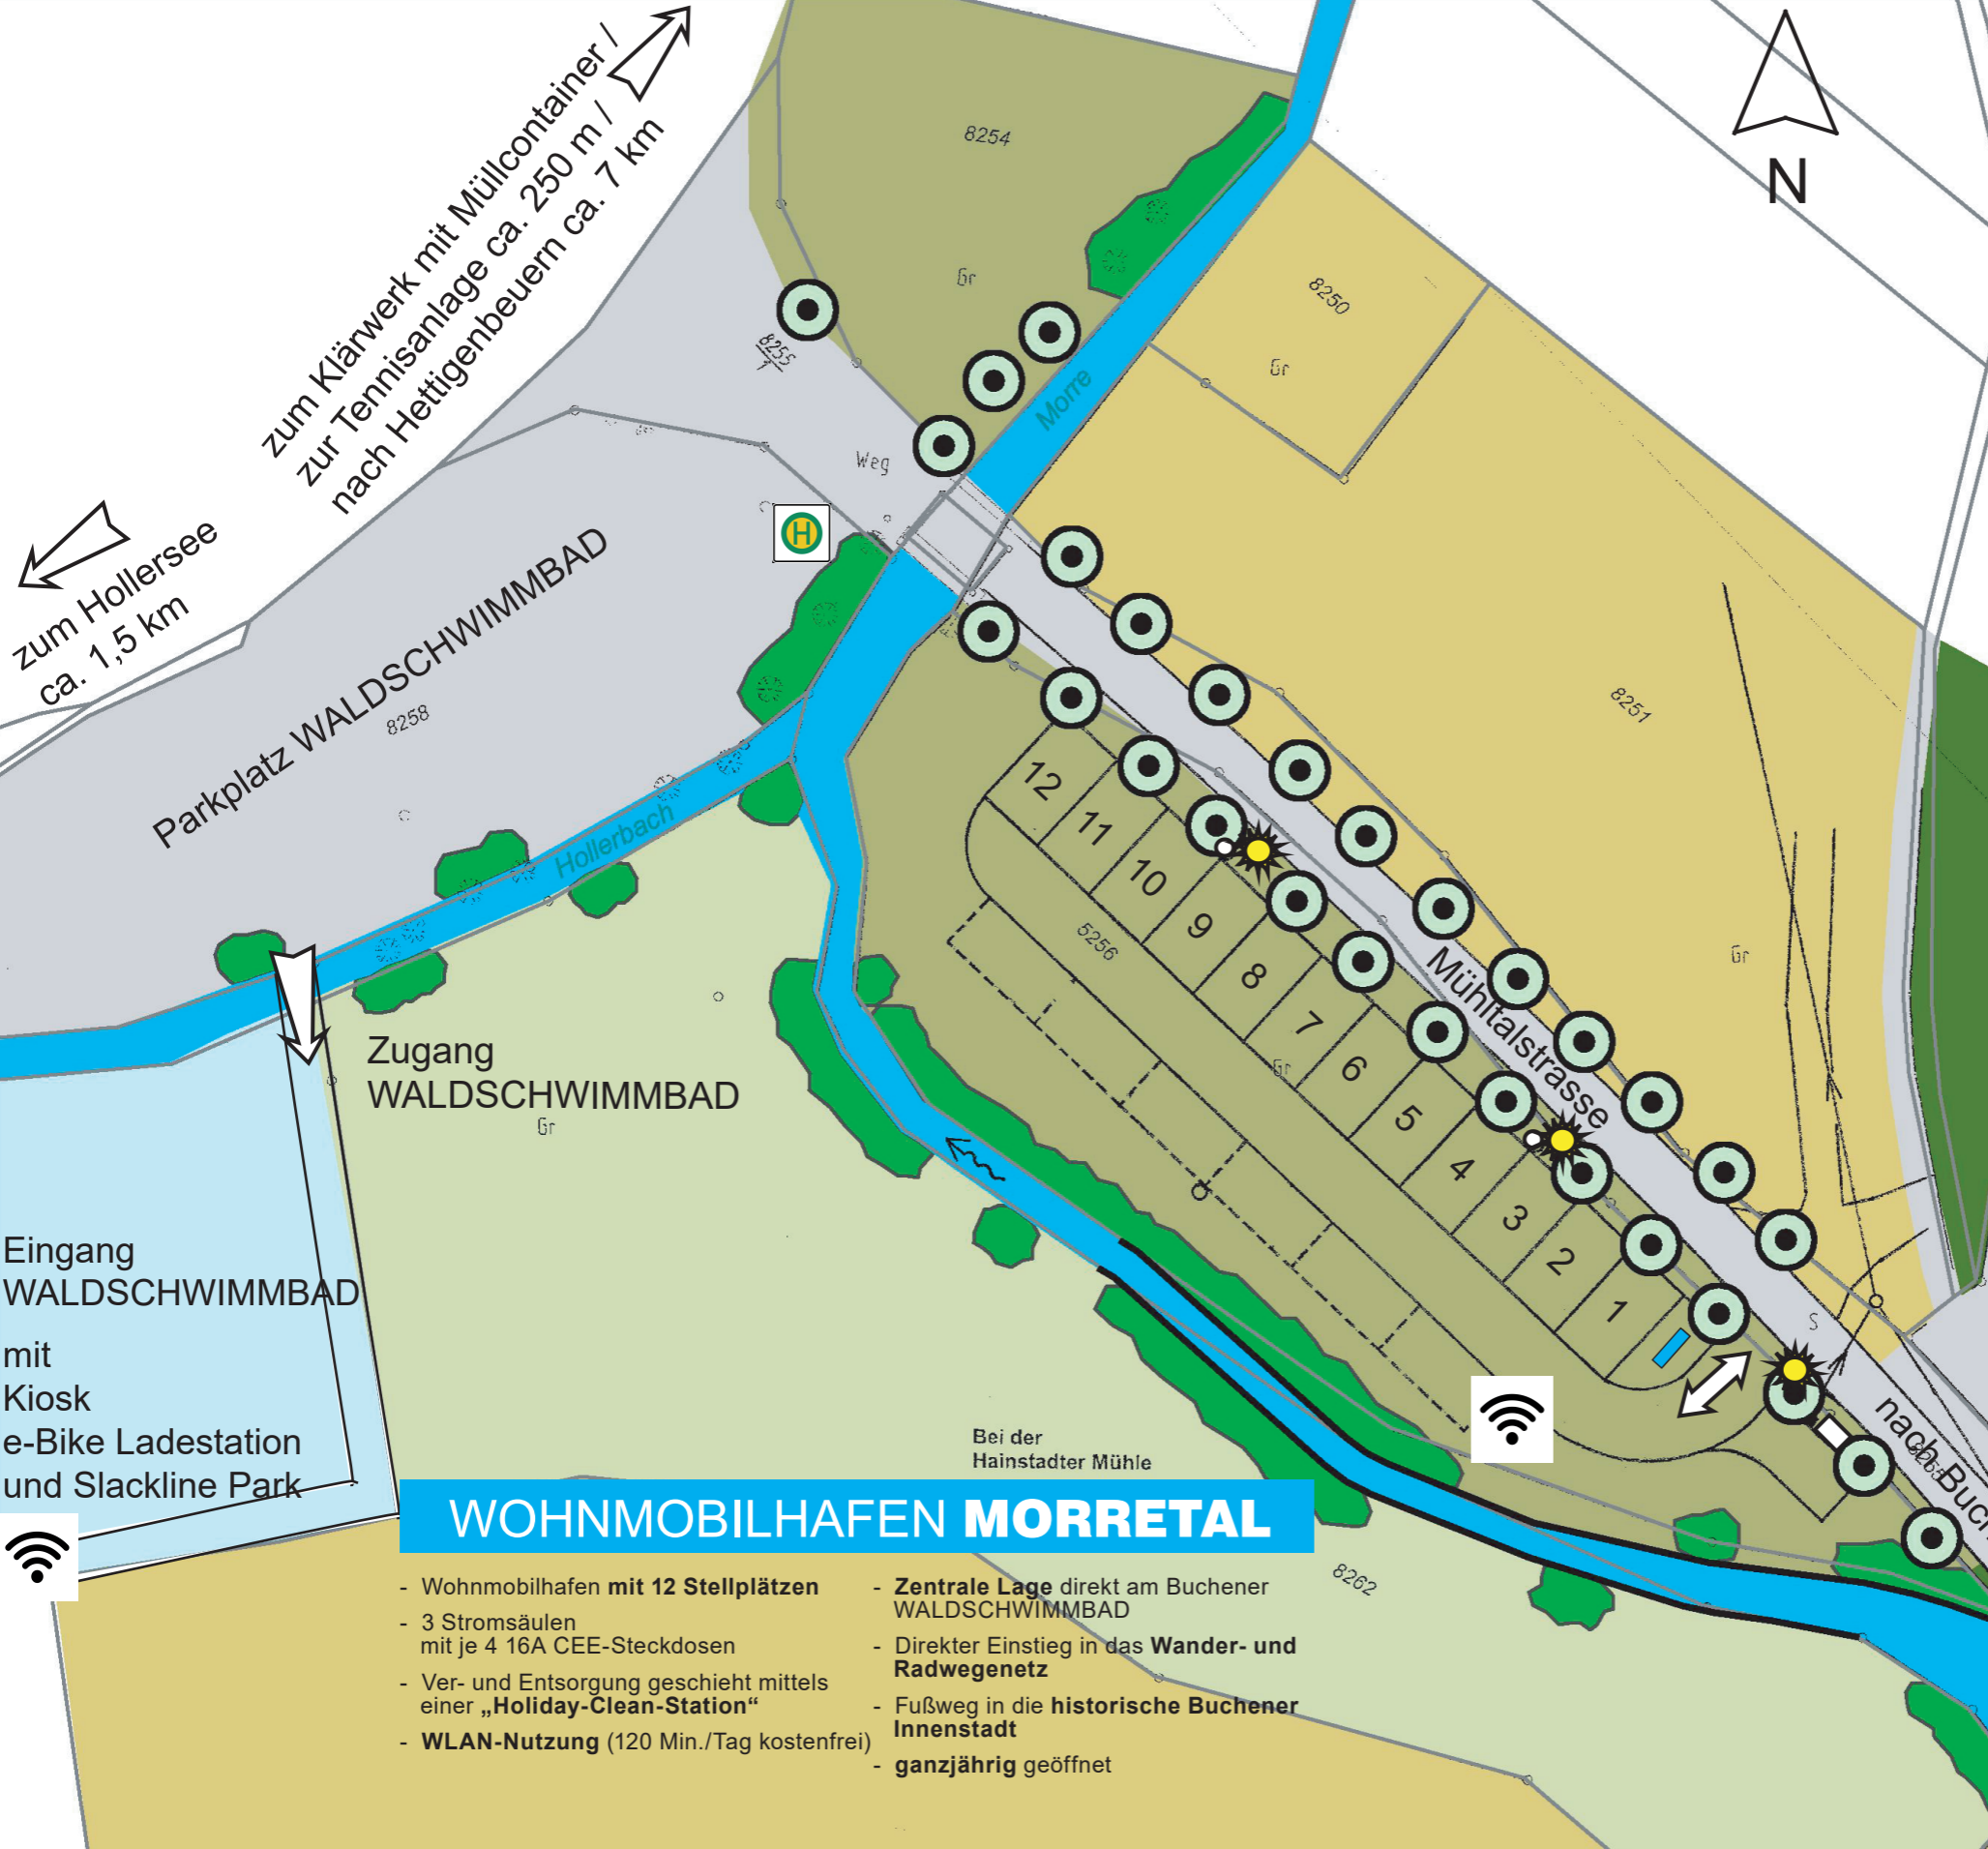 zum Klärwerk mit Müllcontainer /
zur Tennisanlage ca. 250 m /
nach Hettigenbeuern ca. 7 km
N
8254
Gr
8250
Gr
8255
1
Morre
Weg
H
zum Hollersee
ca. 1,5 km
Parkplatz WALDSCHWIMMBAD
8258
8251
Gr
Hollerbach
12
11
10
9
8
7
6
5
4
3
2
1
5256
Gr
Mühltalstrasse
Zugang
WALDSCHWIMMBAD
Gr
Eingang
WALDSCHWIMMBAD
mit
Kiosk
e-Bike Ladestation
und Slackline Park
S
nach Buch
Bei der
Hainstadter Mühle
8262
WOHNMOBILHAFEN MORRETAL
- Wohnmobilhafen mit 12 Stellplätzen
- 3 Stromsäulen
mit je 4 16A CEE-Steckdosen
- Ver- und Entsorgung geschieht mittels
einer „Holiday-Clean-Station“
- WLAN-Nutzung (120 Min./Tag kostenfrei)
- Zentrale Lage direkt am Buchener
WALDSCHWIMMBAD
- Direkter Einstieg in das Wander- und
Radwegenetz
- Fußweg in die historische Buchener
Innenstadt
- ganzjährig geöffnet